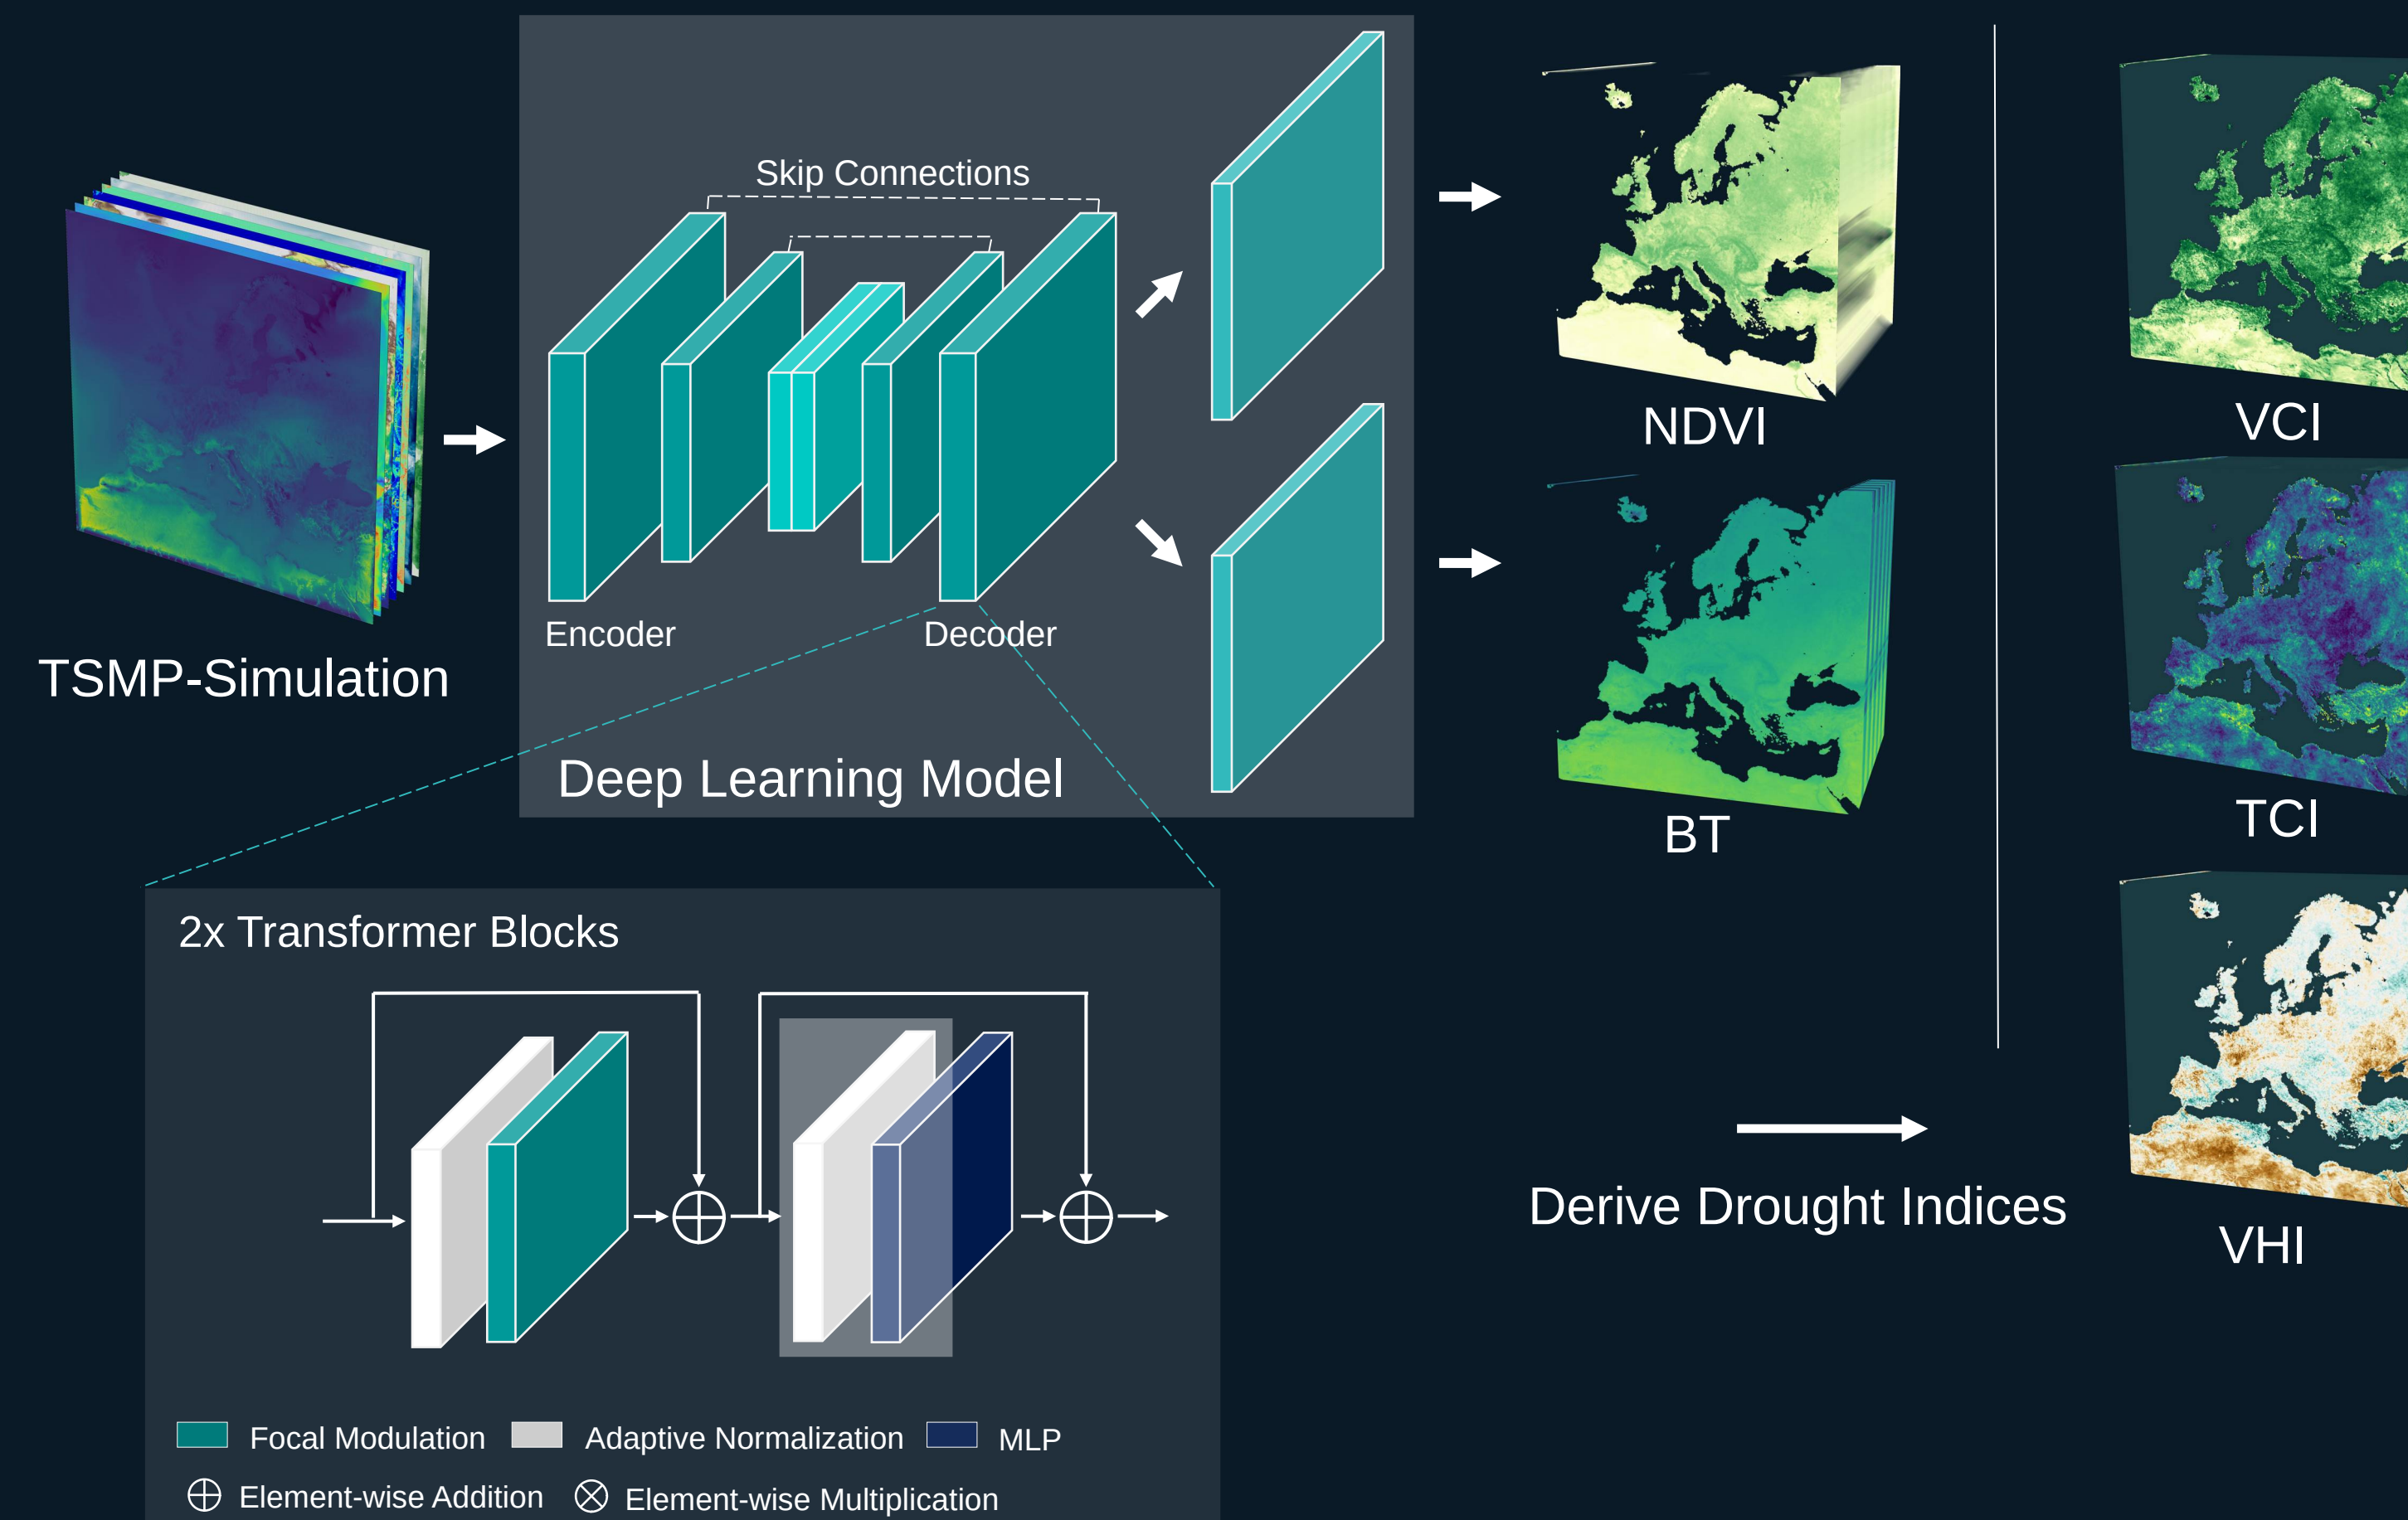 Skip Connections
Encoder
Decoder
TSMP-Simulation
Deep Learning Model
NDVI
BT
VCI
TCI
VHI
Derive Drought Indices
2x Transformer Blocks
Focal Modulation
Adaptive Normalization
MLP
Element-wise Addition
Element-wise Multiplication